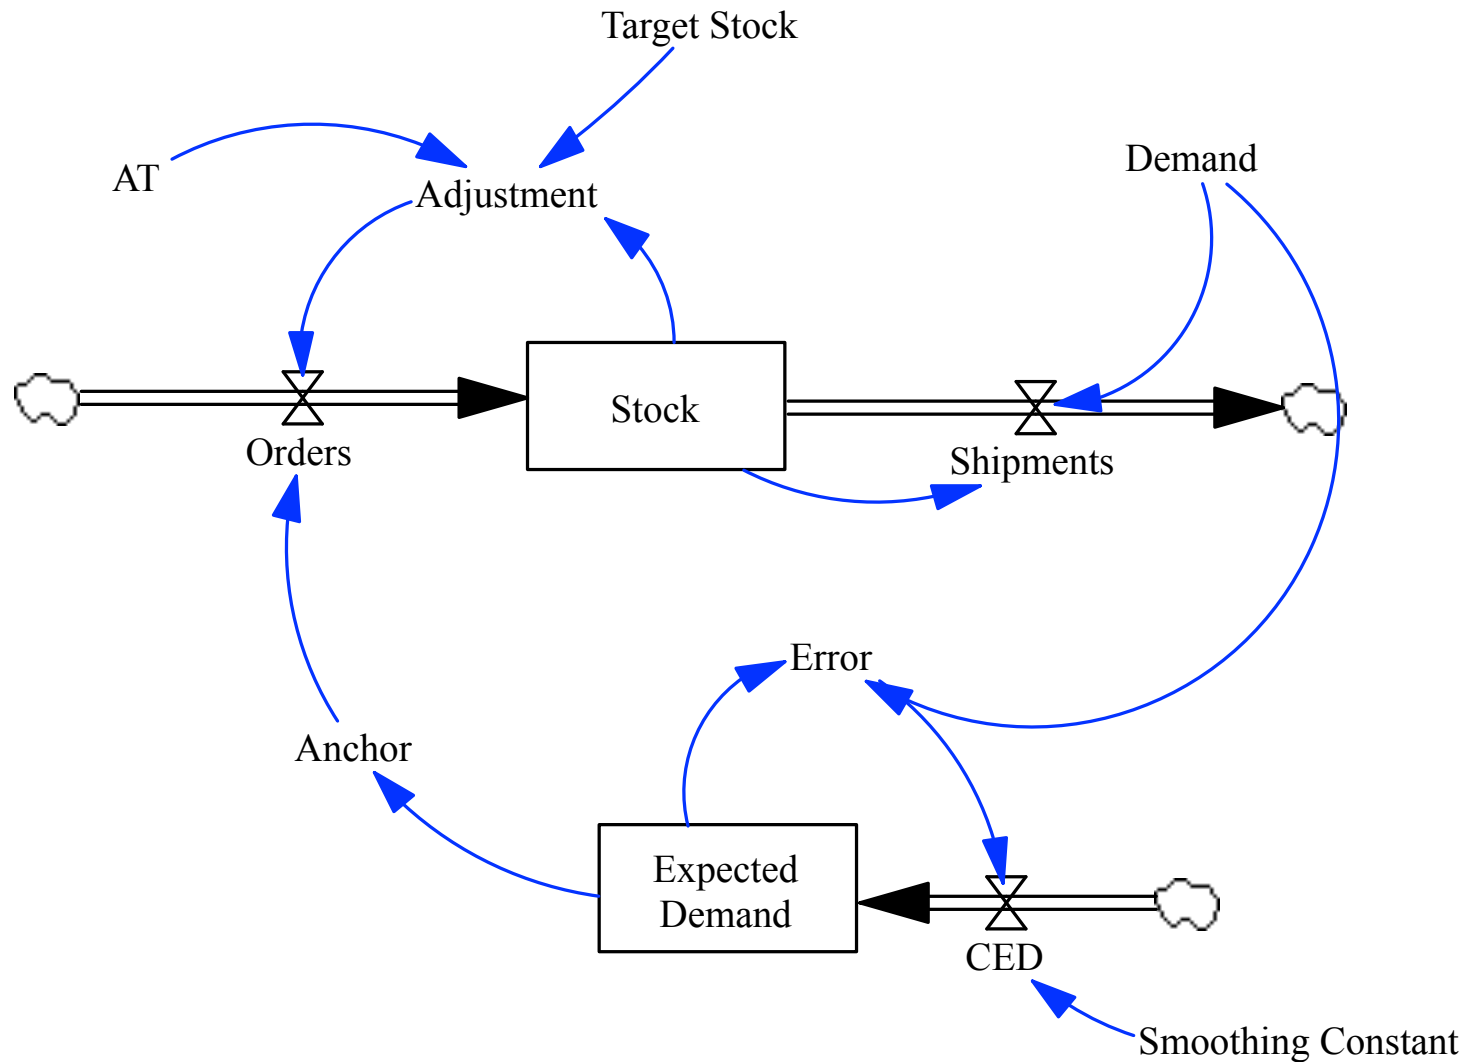 Target Stock
AT
Demand
Adjustment
Stock
Orders
Shipments
Error
Anchor
Expected
Demand
CED
Smoothing Constant